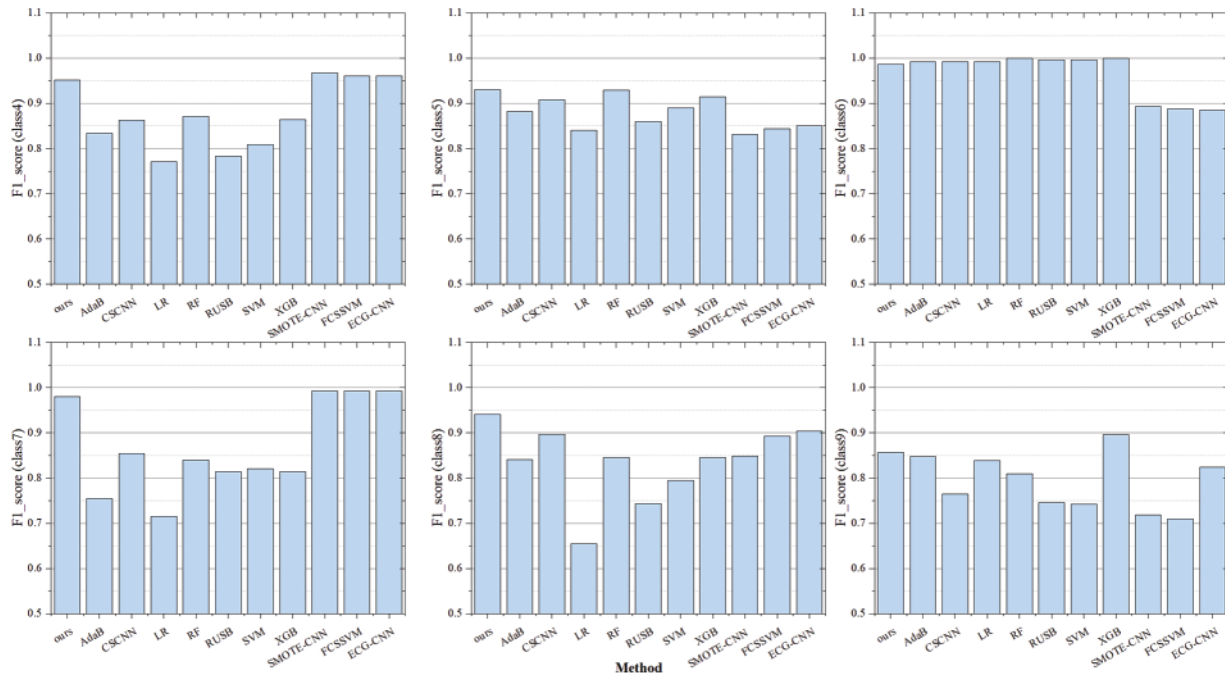 F1_score (class4)
1.1
1.0
0.9
0.8
0.7
0.6
0.5
ours
AdaB
CSCNN
LR
RF
RUSB
SVM
XGB
SMOTE-CNN
FCSSVM
ECG-CNN
F1_score (class5)
1.1
1.0
0.9
0.8
0.7
0.6
0.5
ours
AdaB
CSCNN
LR
RF
RUSB
SVM
XGB
SMOTE-CNN
FCSSVM
ECG-CNN
F1_score (class6)
1.1
1.0
0.9
0.8
0.7
0.6
0.5
ours
AdaB
CSCNN
LR
RF
RUSB
SVM
XGB
SMOTE-CNN
FCSSVM
ECG-CNN
F1_score (class7)
1.1
1.0
0.9
0.8
0.7
0.6
0.5
ours
AdaB
CSCNN
LR
RF
RUSB
SVM
XGB
SMOTE-CNN
FCSSVM
ECG-CNN
F1_score (class8)
1.1
1.0
0.9
0.8
0.7
0.6
0.5
ours
AdaB
CSCNN
LR
RF
RUSB
SVM
XGB
SMOTE-CNN
FCSSVM
ECG-CNN
F1_score (class9)
1.1
1.0
0.9
0.8
0.7
0.6
0.5
ours
AdaB
CSCNN
LR
RF
RUSB
SVM
XGB
SMOTE-CNN
FCSSVM
ECG-CNN
Method